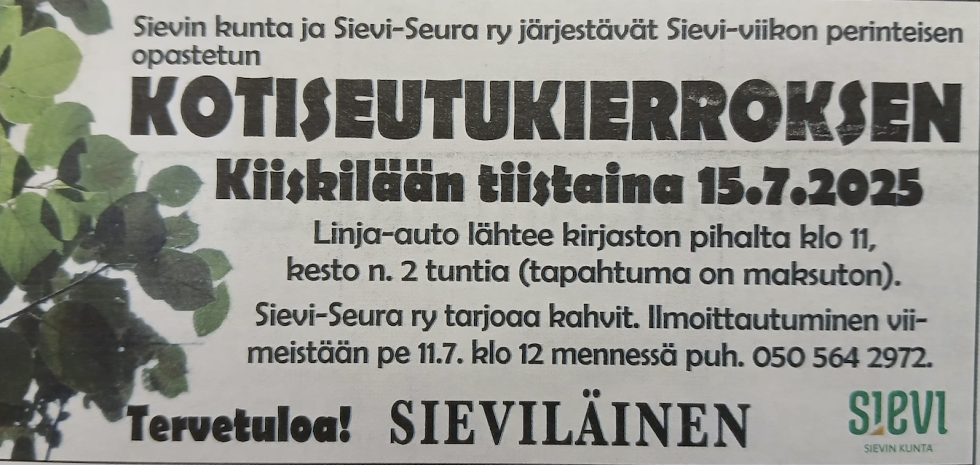 Sievin kunta ja Sievi-Seura ry järjestävät Sievi-viikon perinteisen
opastetun
KOTISEUTUKIERROKSEN
Kiiskilään tiistaina 15.7.2025
Linja-auto lähtee kirjaston pihalta klo 11,
kesto n. 2 tuntia (tapahtuma on maksuton).
Sievi-Seura ry tarjoaa kahvit. Ilmoittautuminen vii-
meistään pe 11.7. klo 12 mennessä puh. 050 564 2972.
Tervetuloa! SIEVILÄINEN
SIEVI
SIEVIN KUNTA